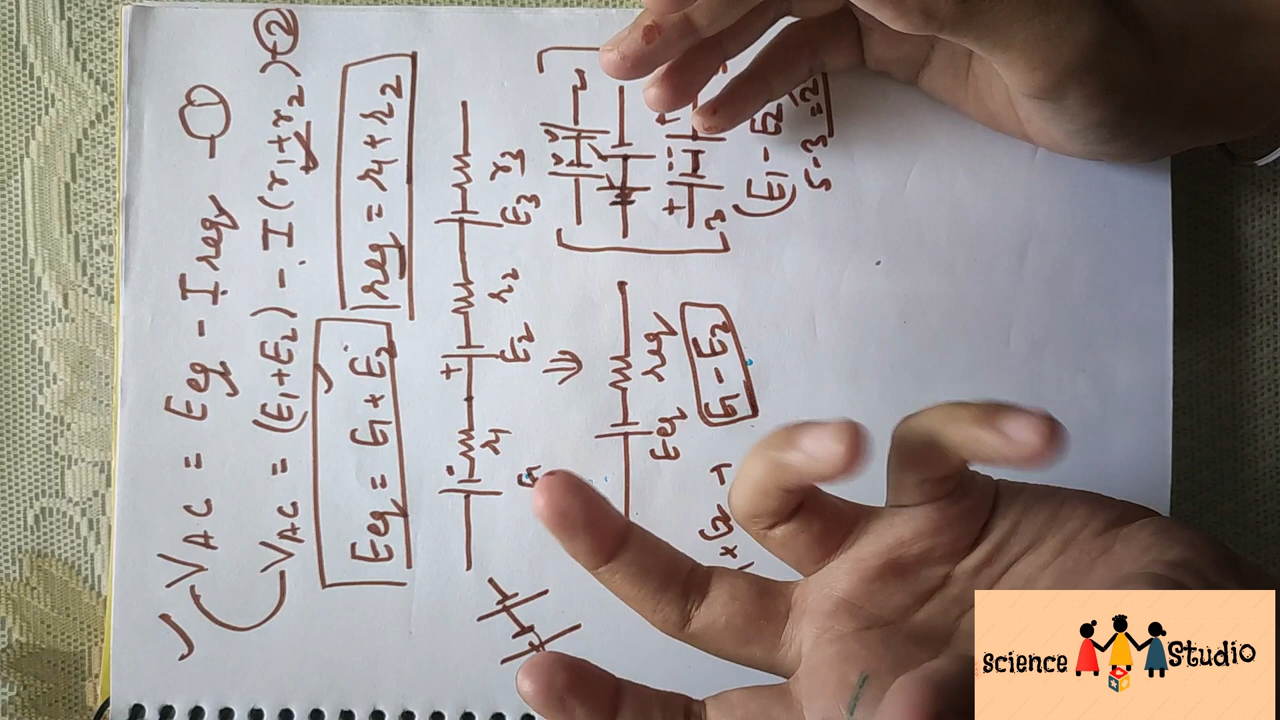 VAC = Eeq - I req - ①
VAC = (E1+E2) - I (r1+r2) - ②
Eeq = E1 + E2
req = r1 + r2
r1 E2 r2 E3 r3
Eeq req
E1 - E2
(E1 - E2
5-3 = 2
Science Studio